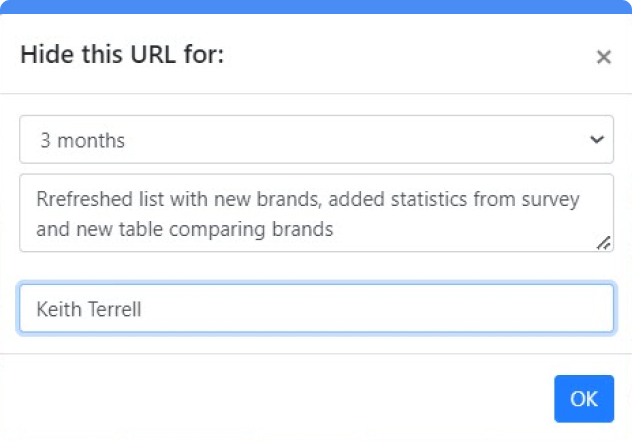 Hide this URL for:
×
3 months
Rrefreshed list with new brands, added statistics from survey
and new table comparing brands
Keith Terrell
OK